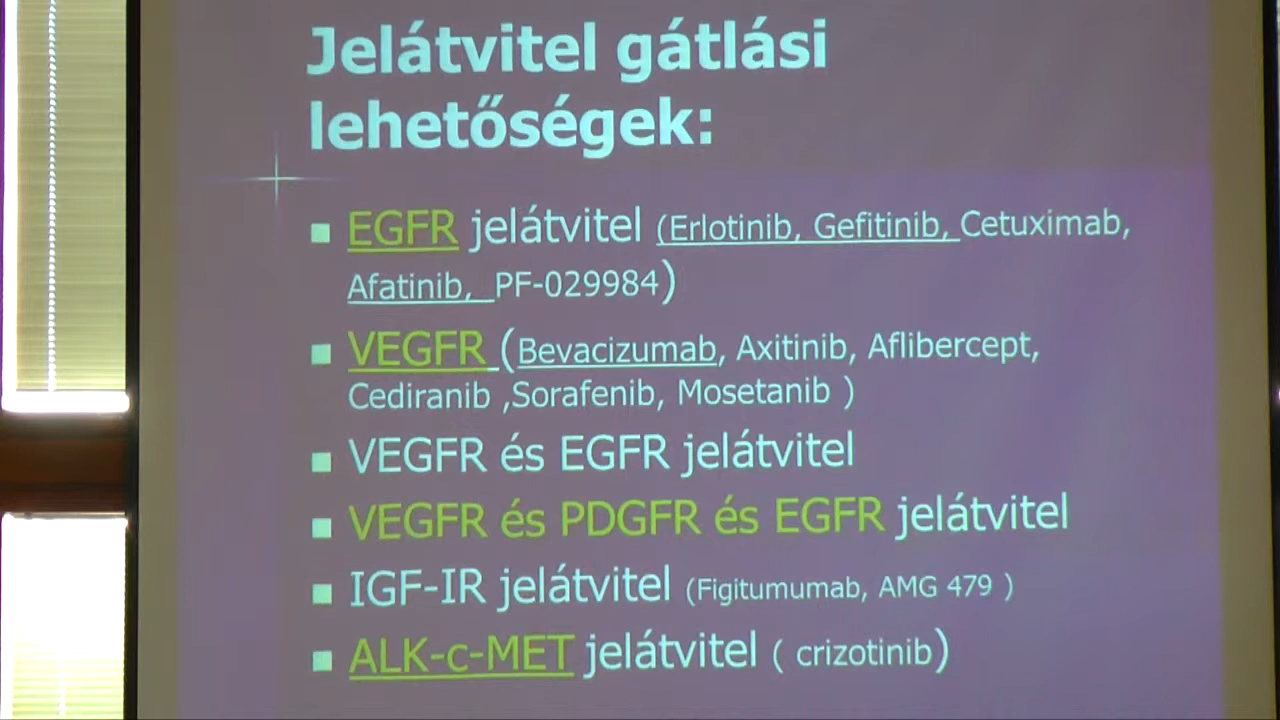 Jelátvitel gátlási
lehetőségek:
EGFR jelátvitel (Erlotinib, Gefitinib, Cetuximab,
Afatinib, PF-029984)
VEGFR (Bevacizumab, Axitinib, Aflibercept,
Cediranib ,Sorafenib, Mosetanib )
VEGFR és EGFR jelátvitel
VEGFR és PDGFR és EGFR jelátvitel
IGF-IR jelátvitel (Figitumumab, AMG 479 )
ALK-c-MET jelátvitel ( crizotinib)